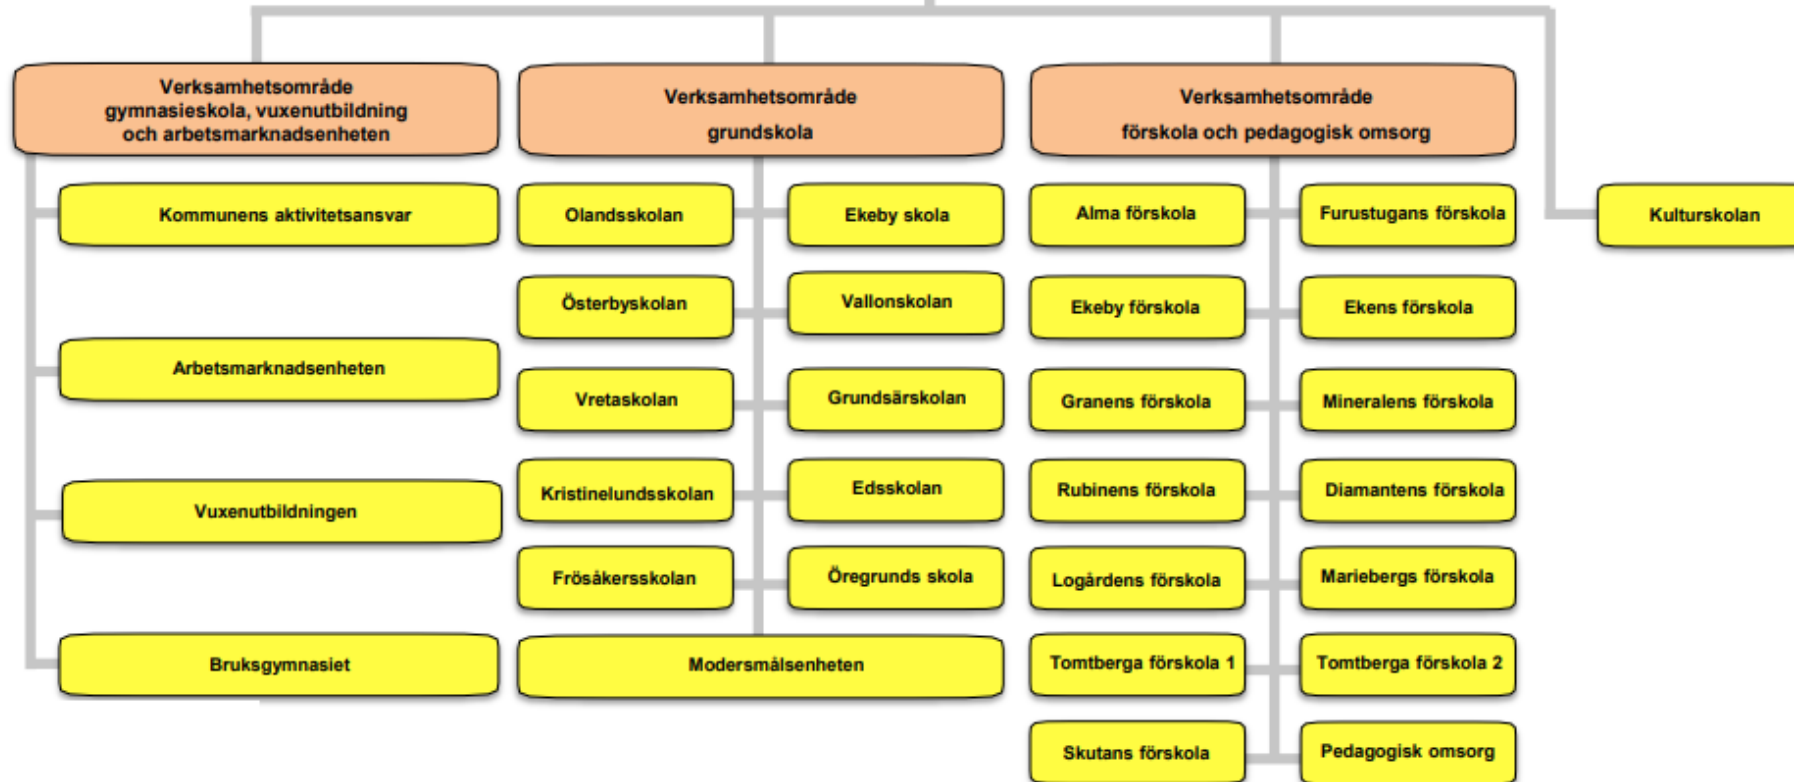 Verksamhetsområde
gymnasieskola, vuxenutbildning
och arbetsmarknadsenheten
Kommunens aktivitetsansvar
Arbetsmarknadsenheten
Vuxenutbildningen
Bruksgymnasiet
Verksamhetsområde
grundskola
Olandsskolan
Ekeby skola
Österbyskolan
Vallonskolan
Vretaskolan
Grundsärskolan
Kristinelundsskolan
Edsskolan
Frösåkersskolan
Öregrunds skola
Modersmålsenheten
Verksamhetsområde
förskola och pedagogisk omsorg
Alma förskola
Furustugans förskola
Ekeby förskola
Ekens förskola
Granens förskola
Mineralens förskola
Rubinens förskola
Diamantens förskola
Logårdens förskola
Mariebergs förskola
Tomtberga förskola 1
Tomtberga förskola 2
Skutans förskola
Pedagogisk omsorg
Kulturskolan